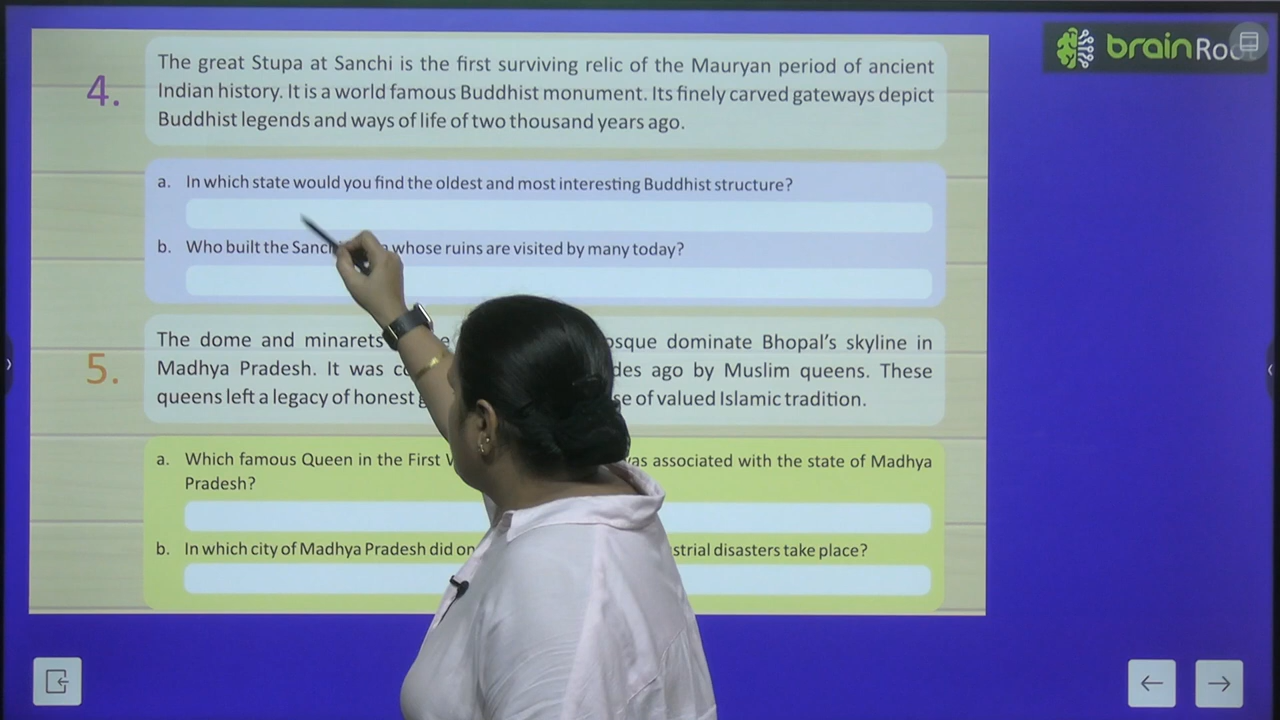 brainRo
4.
The great Stupa at Sanchi is the first surviving relic of the Mauryan period of ancient
Indian history. It is a world famous Buddhist monument. Its finely carved gateways depict
Buddhist legends and ways of life of two thousand years ago.
a. In which state would you find the oldest and most interesting Buddhist structure?
b. Who built the Sanchi whose ruins are visited by many today?
5.
The dome and minarets dominate Bhopal's skyline in
Madhya Pradesh. It was ago by Muslim queens. These
queens left a legacy of honest of valued Islamic tradition.
a. Which famous Queen in the First was associated with the state of Madhya
Pradesh?
b. In which city of Madhya Pradesh did disasters take place?